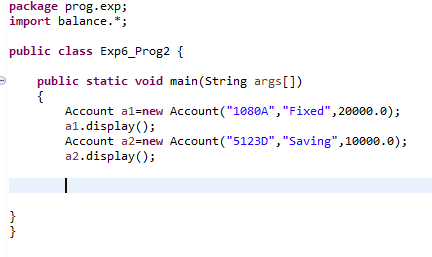 package prog.exp;
import balance.*;
public class Exp6_Prog2 {
public static void main(String args[])
{
Account a1=new Account("1080A","Fixed",20000.0);
a1.display();
Account a2=new Account("5123D","Saving",10000.0);
a2.display();
}
}